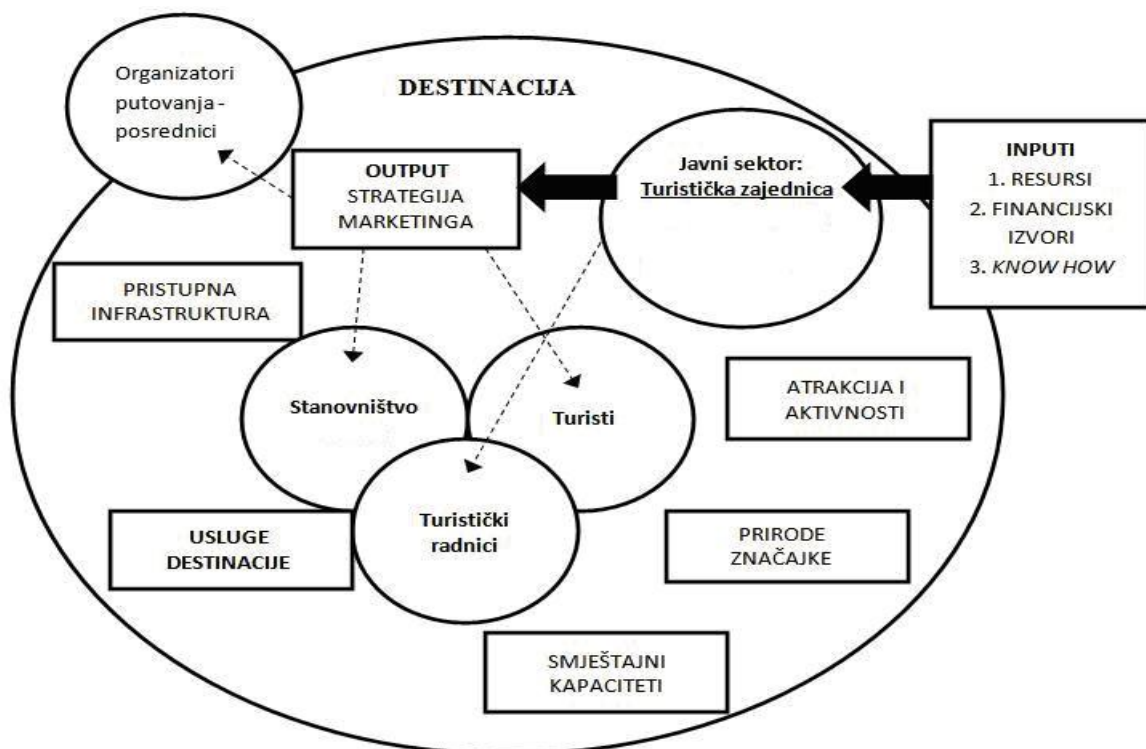 Organizatori
putovanja -
posrednici
DESTINACIJA
OUTPUT
STRATEGIJA
MARKETINGA
Javni sektor:
Turistička zajednica
INPUTI
1. RESURSI
2. FINANCIJSKI
IZVORI
3. KNOW HOW
PRISTUPNA
INFRASTRUKTURA
Stanovništvo
Turisti
ATRAKCIJA I
AKTIVNOSTI
Turistički
radnici
USLUGE
DESTINACIJE
PRIRODE
ZNAČAJKE
SMJEŠTAJNI
KAPACITETI